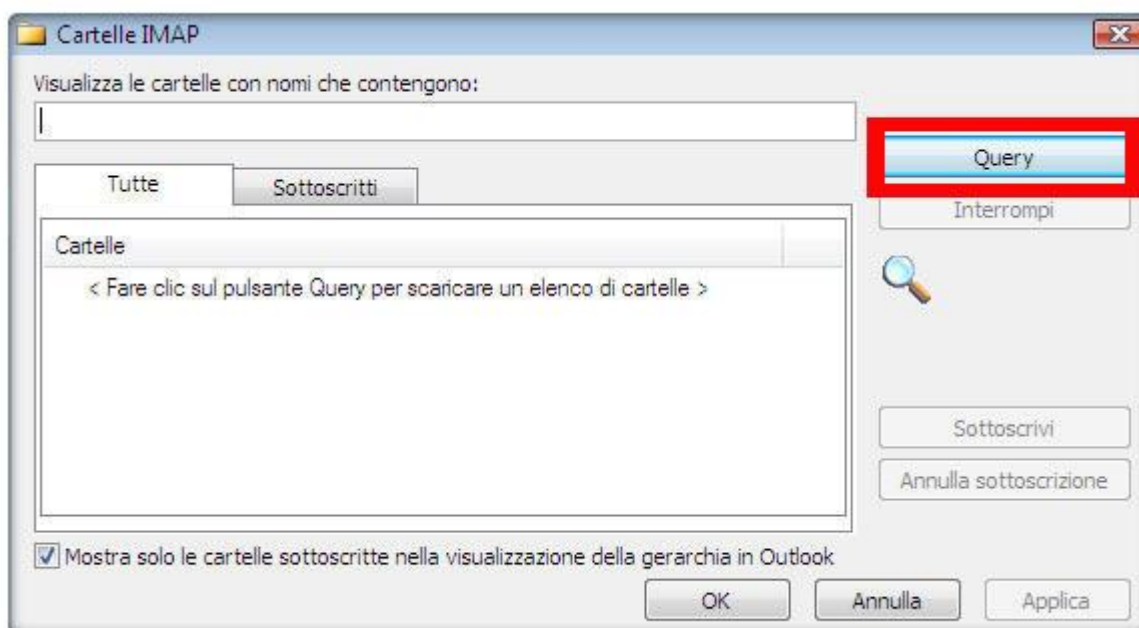 Cartelle IMAP
Visualizza le cartelle con nomi che contengono:
Query
Tutte
Sottoscritti
Interrompi
Cartelle
< Fare clic sul pulsante Query per scaricare un elenco di cartelle >
Sottoscrivi
Annulla sottoscrizione
Mostra solo le cartelle sottoscritte nella visualizzazione della gerarchia in Outlook
OK
Annulla
Applica